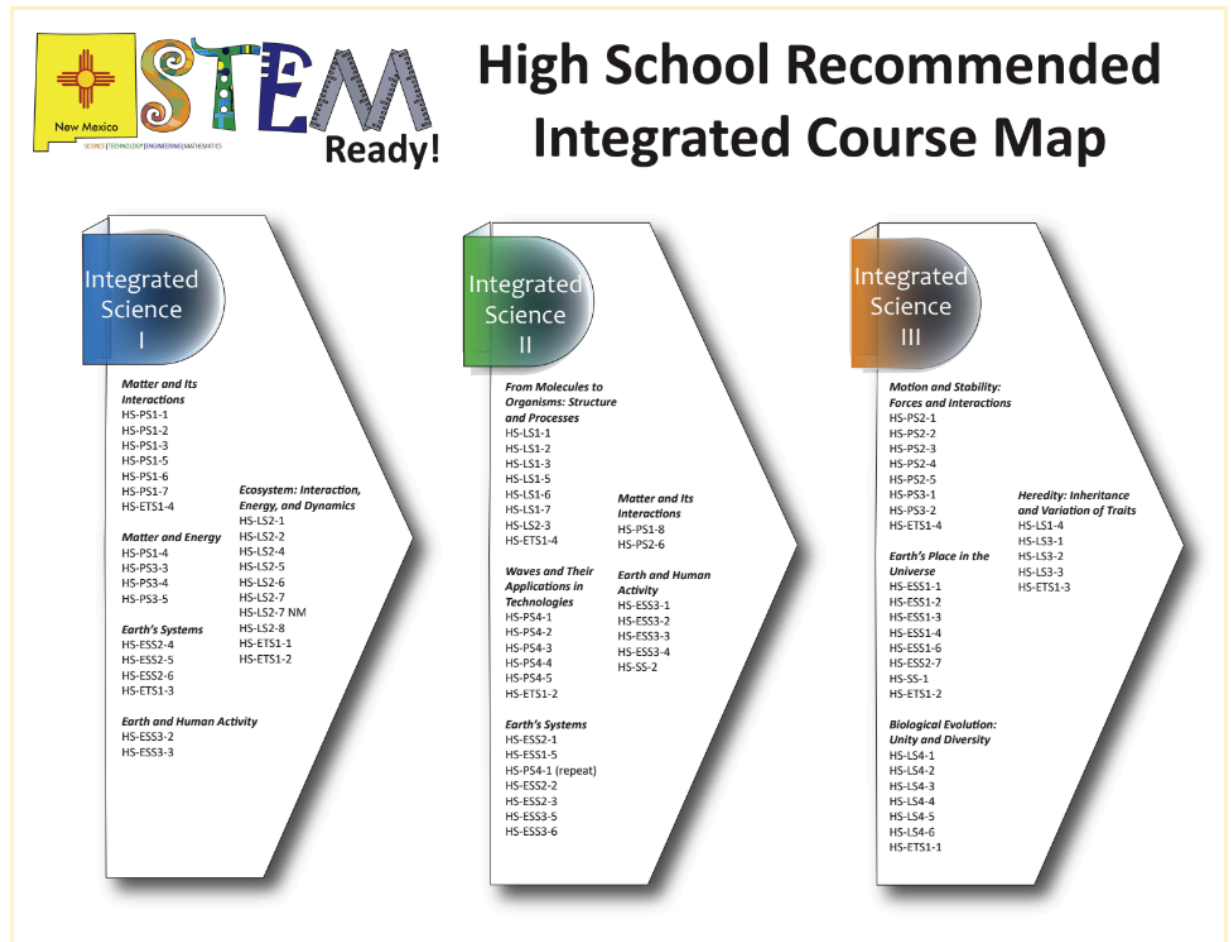 New Mexico
STEM
SCIENCE|TECHNOLOGY|ENGINEERING|MATHEMATICS
Ready!
High School Recommended
Integrated Course Map
Integrated
Science
I
Matter and Its
Interactions
HS-PS1-1
HS-PS1-2
HS-PS1-3
HS-PS1-5
HS-PS1-6
HS-PS1-7
HS-ETS1-4
Matter and Energy
HS-PS1-4
HS-PS3-3
HS-PS3-4
HS-PS3-5
Earth's Systems
HS-ESS2-4
HS-ESS2-5
HS-ESS2-6
HS-ETS1-3
Earth and Human Activity
HS-ESS3-2
HS-ESS3-3
Ecosystem: Interaction,
Energy, and Dynamics
HS-LS2-1
HS-LS2-2
HS-LS2-4
HS-LS2-5
HS-LS2-6
HS-LS2-7
HS-LS2-7 NM
HS-LS2-8
HS-ETS1-1
HS-ETS1-2
Integrated
Science
II
From Molecules to
Organisms: Structure
and Processes
HS-LS1-1
HS-LS1-2
HS-LS1-3
HS-LS1-5
HS-LS1-6
HS-LS1-7
HS-LS2-3
HS-ETS1-4
Waves and Their
Applications in
Technologies
HS-PS4-1
HS-PS4-2
HS-PS4-3
HS-PS4-4
HS-PS4-5
HS-ETS1-2
Earth's Systems
HS-ESS2-1
HS-ESS1-5
HS-PS4-1 (repeat)
HS-ESS2-2
HS-ESS2-3
HS-ESS3-5
HS-ESS3-6
Matter and Its
Interactions
HS-PS1-8
HS-PS2-6
Earth and Human
Activity
HS-ESS3-1
HS-ESS3-2
HS-ESS3-3
HS-ESS3-4
HS-SS-2
Integrated
Science
III
Motion and Stability:
Forces and Interactions
HS-PS2-1
HS-PS2-2
HS-PS2-3
HS-PS2-4
HS-PS2-5
HS-PS3-1
HS-PS3-2
HS-ETS1-4
Earth's Place in the
Universe
HS-ESS1-1
HS-ESS1-2
HS-ESS1-3
HS-ESS1-4
HS-ESS1-6
HS-ESS2-7
HS-SS-1
HS-ETS1-2
Biological Evolution:
Unity and Diversity
HS-LS4-1
HS-LS4-2
HS-LS4-3
HS-LS4-4
HS-LS4-5
HS-LS4-6
HS-ETS1-1
Heredity: Inheritance
and Variation of Traits
HS-LS1-4
HS-LS3-1
HS-LS3-2
HS-LS3-3
HS-ETS1-3